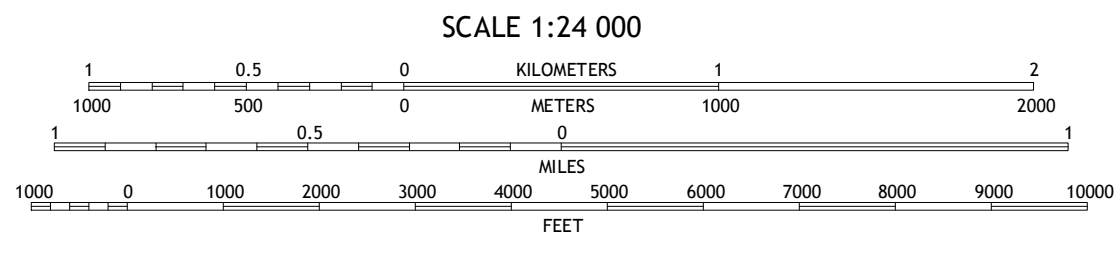 SCALE 1:24 000
1 0.5 0 KILOMETERS 1 2
1000 500 0 METERS 1000 2000
1 0.5 0 1
MILES
1000 0 1000 2000 3000 4000 5000 6000 7000 8000 9000 10000
FEET